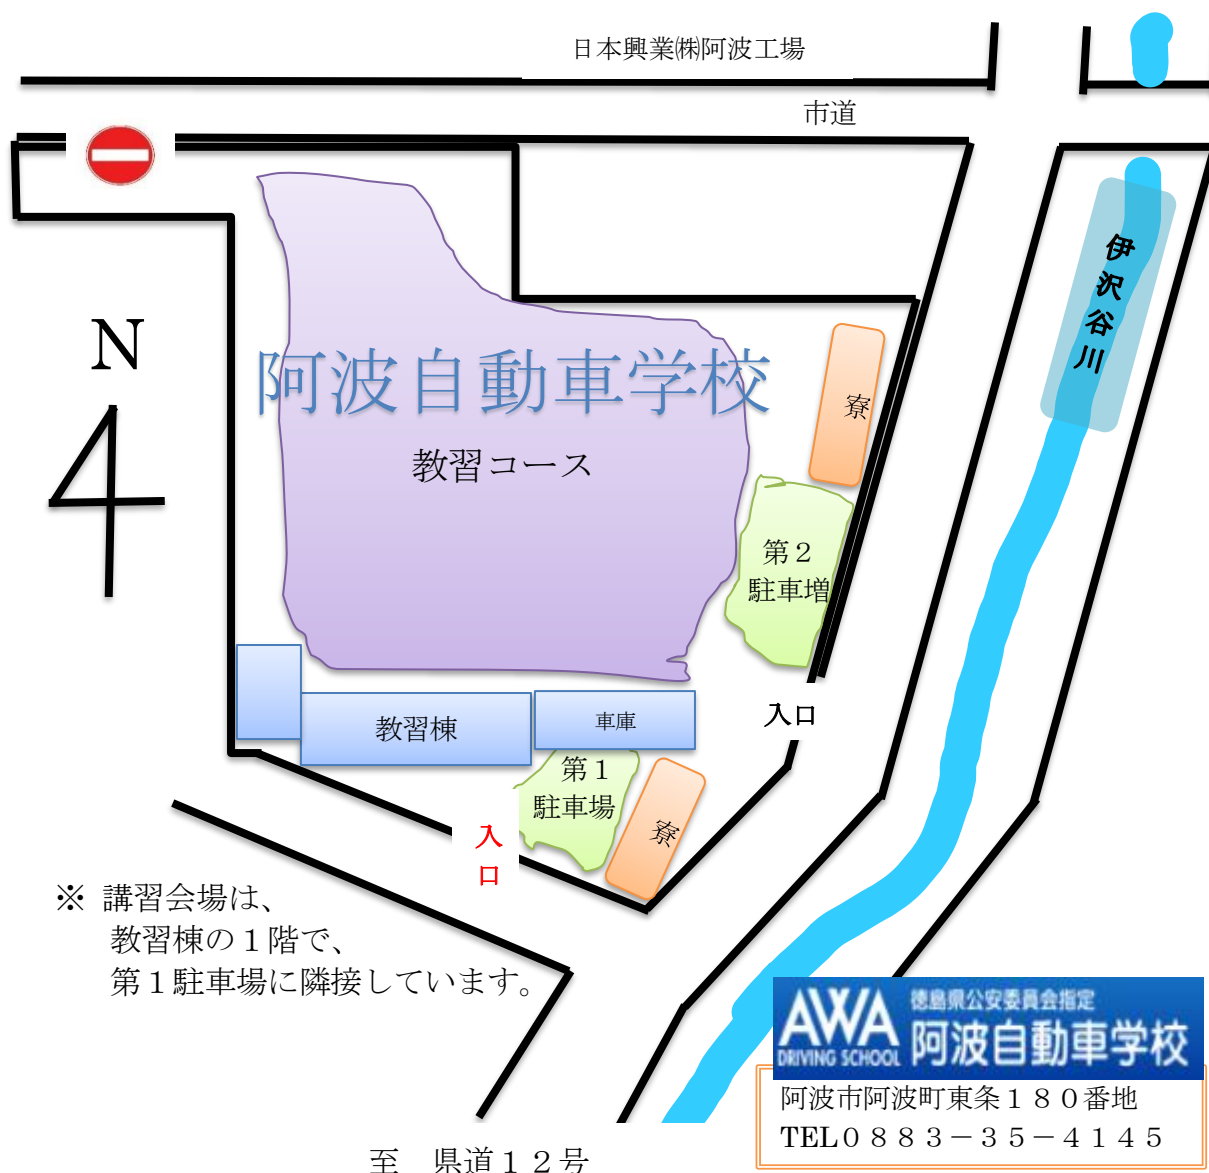 日本興業㈱阿波工場
市道
伊沢谷川
N
阿波自動車学校
教習コース
寮
第２
駐車増
入口
教習棟
車庫
第１
駐車場
寮
入
口
※ 講習会場は、
教習棟の１階で、
第１駐車場に隣接しています。
AWA
DRIVING SCHOOL
徳島県公安委員会指定
阿波自動車学校
阿波市阿波町東条１８０番地
TEL０８８３－３５－４１４５
至　県道１２号